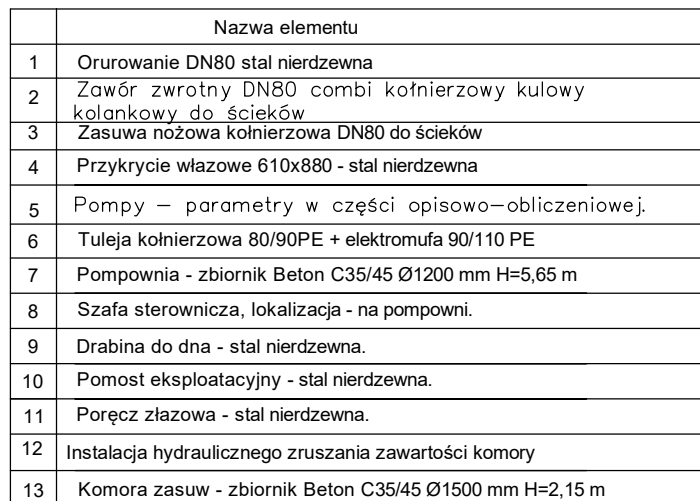 Nazwa elementu
1 Orurowanie DN80 stal nierdzewna
2 Zawór zwrotny DN80 combi kołnierzowy kulowy
kolankowy do ścieków
3 Zasuwa nożowa kołnierzowa DN80 do ścieków
4 Przykrycie włazowe 610x880 - stal nierdzewna
5 Pompy – parametry w części opisowo–obliczeniowej.
6 Tuleja kołnierzowa 80/90PE + elektromufa 90/110 PE
7 Pompownia - zbiornik Beton C35/45 Ø1200 mm H=5,65 m
8 Szafa sterownicza, lokalizacja - na pompowni.
9 Drabina do dna - stal nierdzewna.
10 Pomost eksploatacyjny - stal nierdzewna.
11 Poręcz złazowa - stal nierdzewna.
12 Instalacja hydraulicznego zruszania zawartości komory
13 Komora zasuw - zbiornik Beton C35/45 Ø1500 mm H=2,15 m